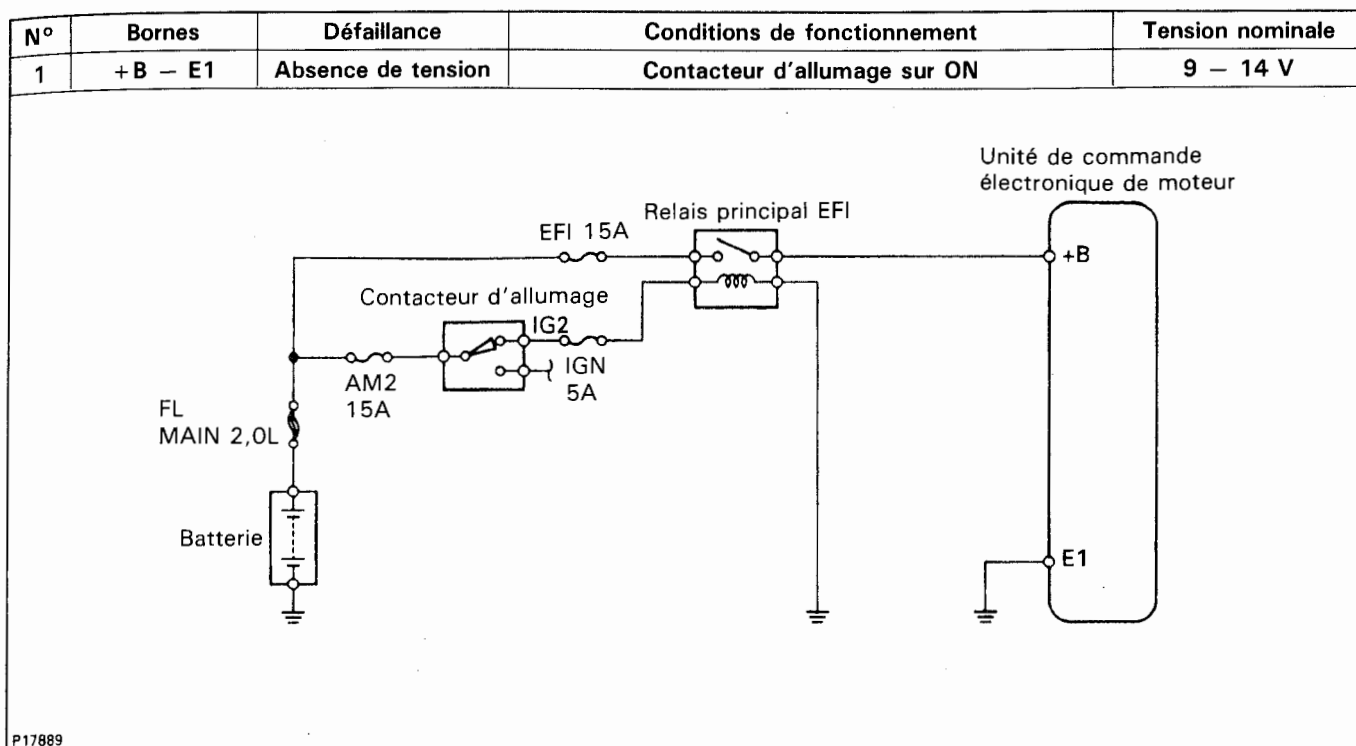 N° Bornes Défaillance Conditions de fonctionnement Tension nominale
1 +B – E1 Absence de tension Contacteur d'allumage sur ON 9 – 14 V
Unité de commande
électronique de moteur
Relais principal EFI
EFI 15A
+B
Contacteur d'allumage
IG2
IGN
5A
AM2
15A
FL
MAIN 2,0L
Batterie
E1
P17889